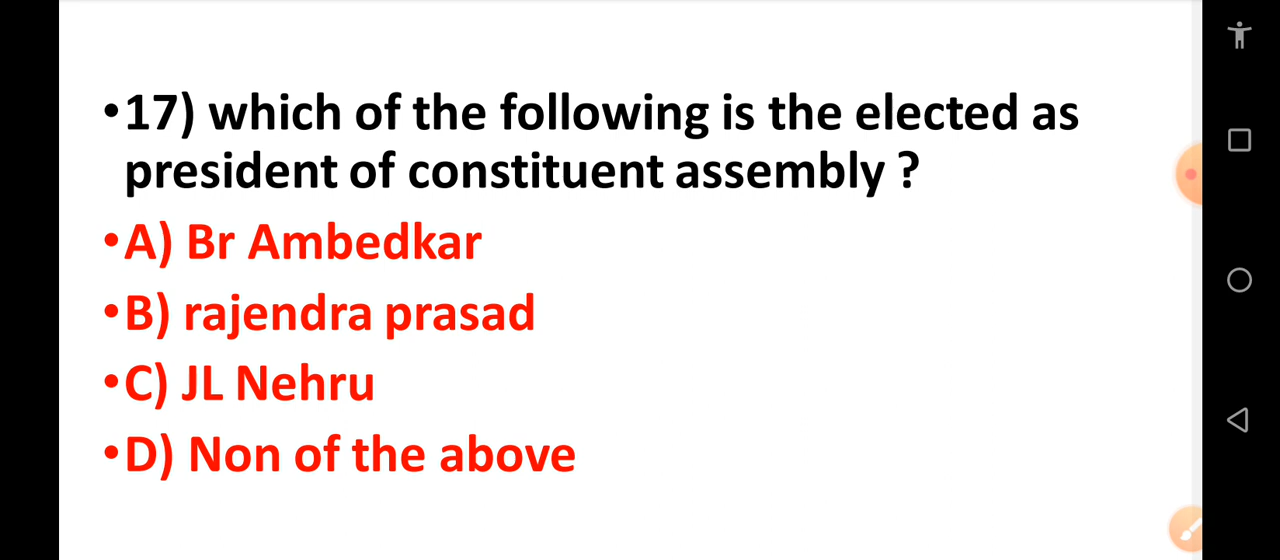 •17) which of the following is the elected as
president of constituent assembly ?
•A) Br Ambedkar
•B) rajendra prasad
•C) JL Nehru
•D) Non of the above